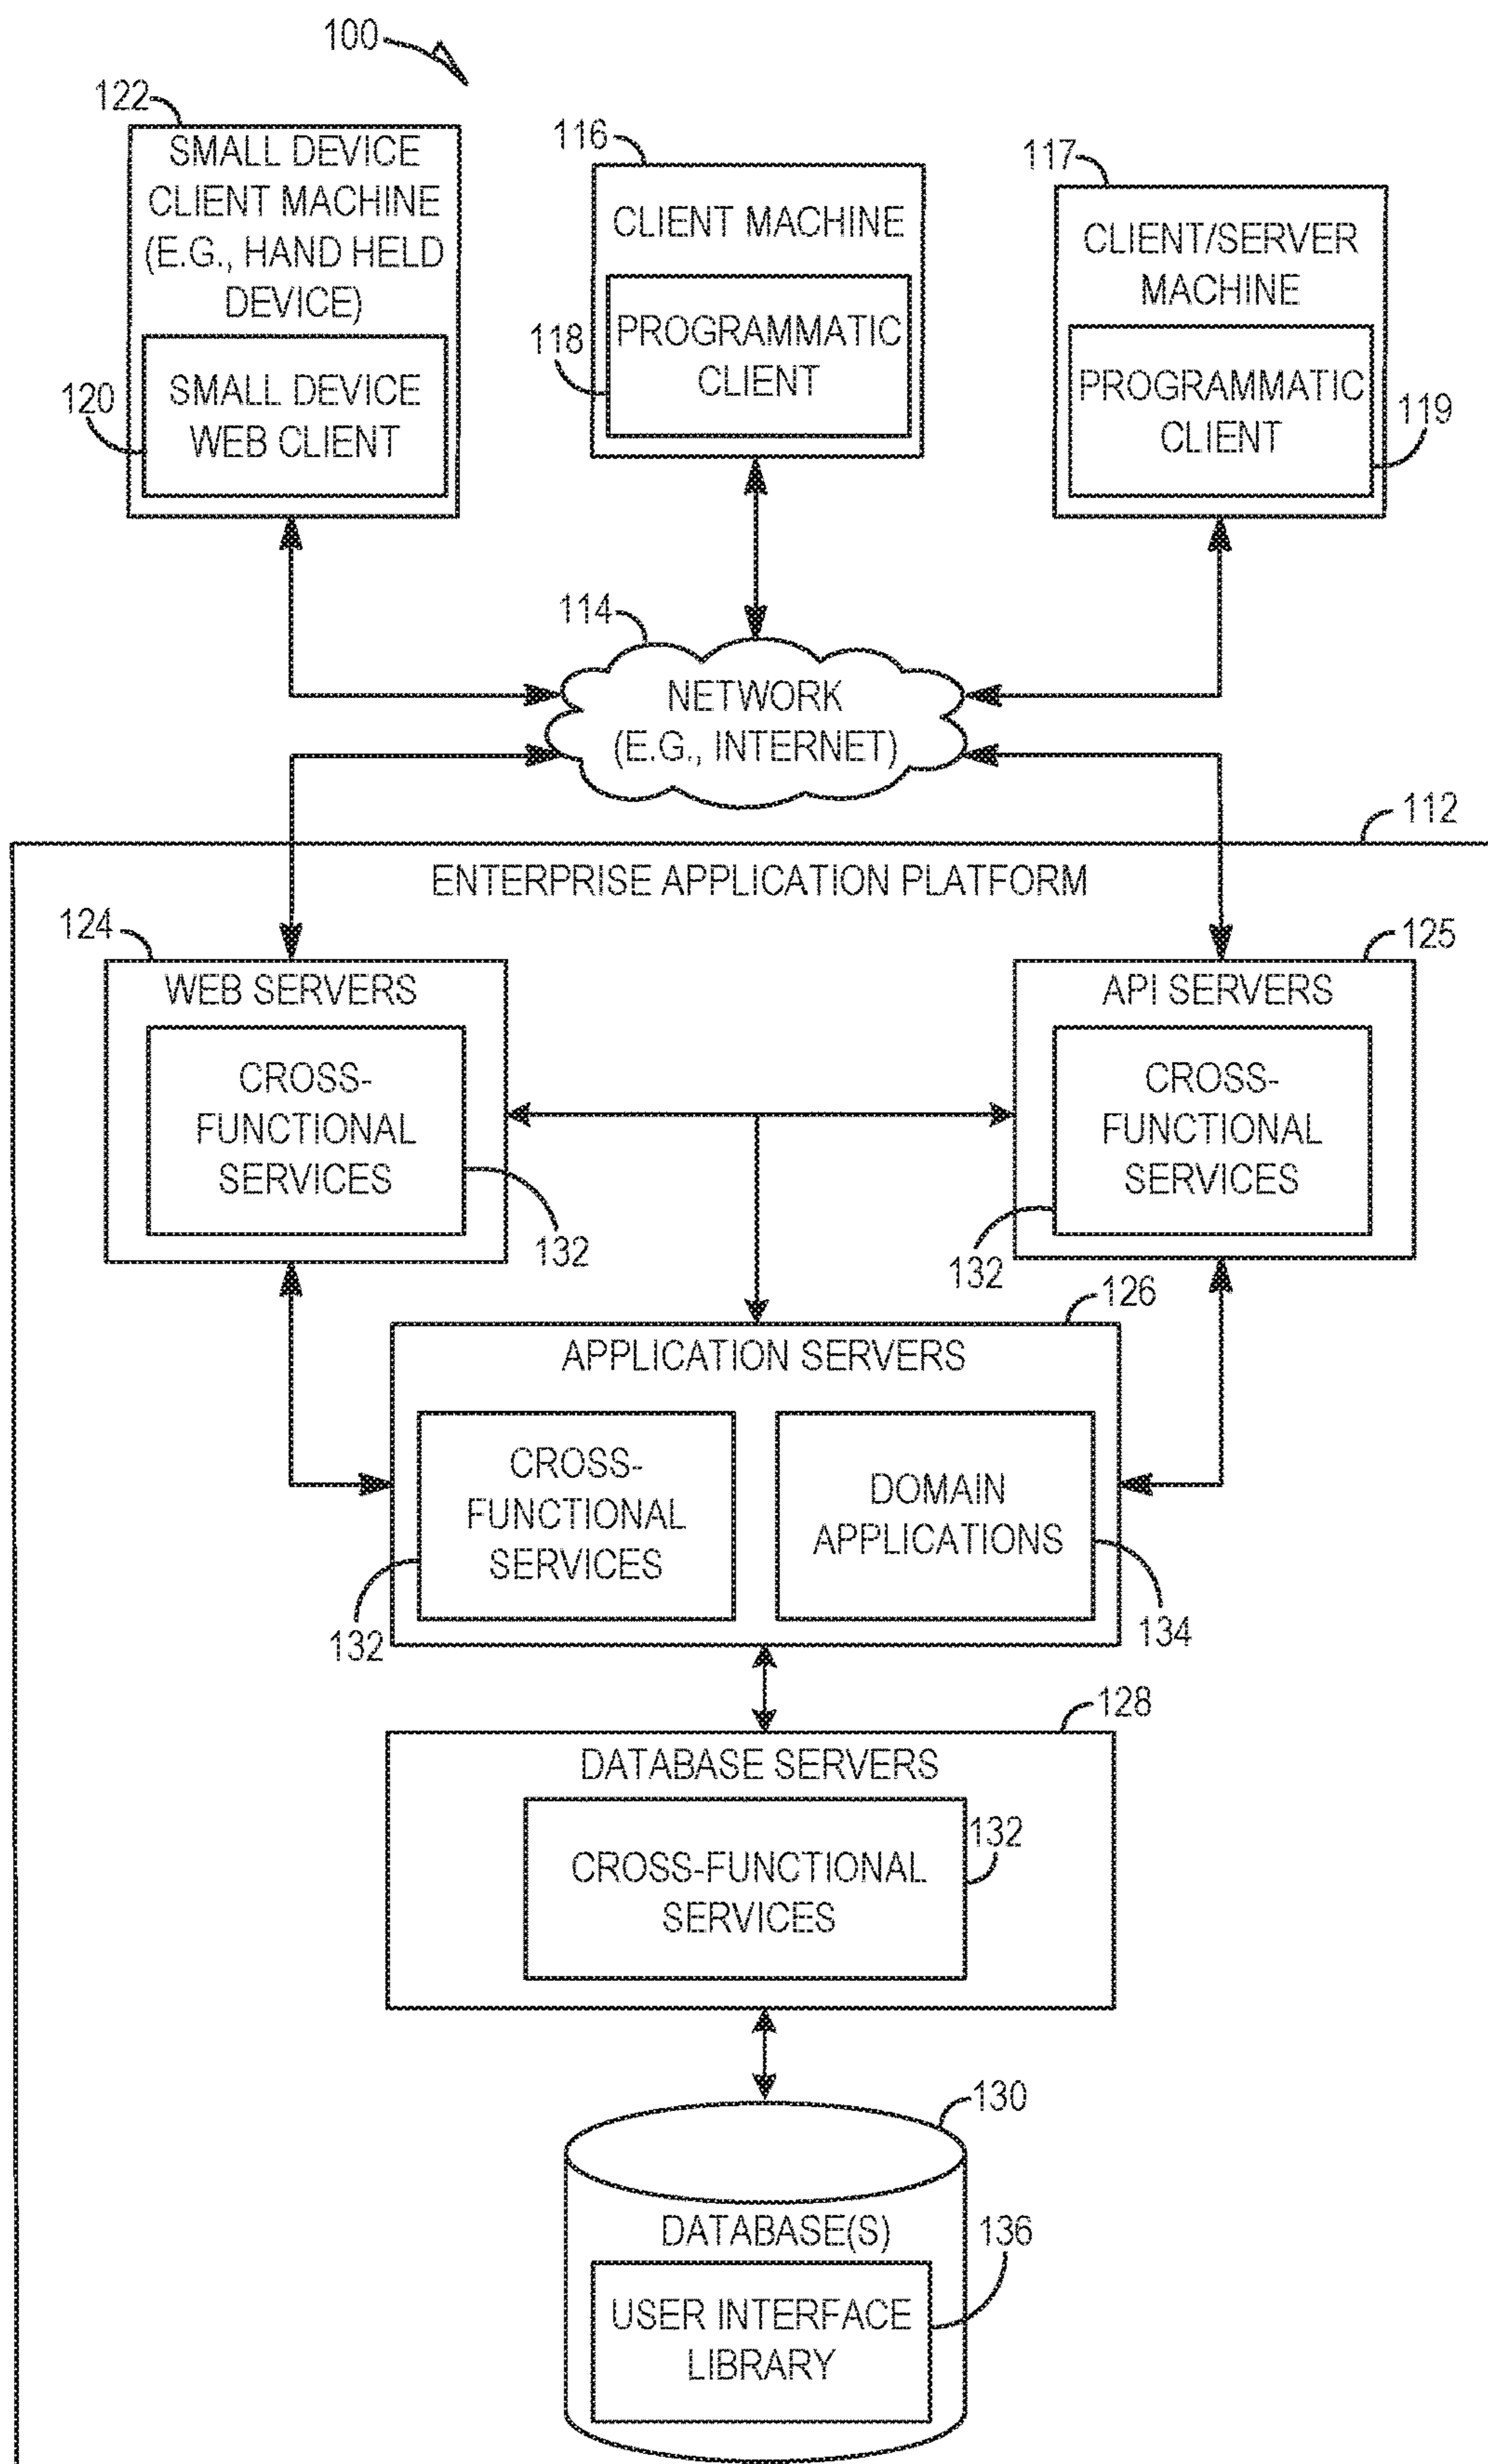 100
122
SMALL DEVICE
CLIENT MACHINE
(E.G., HAND HELD
DEVICE)
120
SMALL DEVICE
WEB CLIENT
116
CLIENT MACHINE
118
PROGRAMMATIC
CLIENT
117
CLIENT/SERVER
MACHINE
PROGRAMMATIC
CLIENT
119
114
NETWORK
(E.G., INTERNET)
112
ENTERPRISE APPLICATION PLATFORM
124
WEB SERVERS
CROSS-
FUNCTIONAL
SERVICES
132
125
API SERVERS
CROSS-
FUNCTIONAL
SERVICES
132
126
APPLICATION SERVERS
CROSS-
FUNCTIONAL
SERVICES
132
DOMAIN
APPLICATIONS
134
128
DATABASE SERVERS
132
CROSS-FUNCTIONAL
SERVICES
130
DATABASE(S)
136
USER INTERFACE
LIBRARY